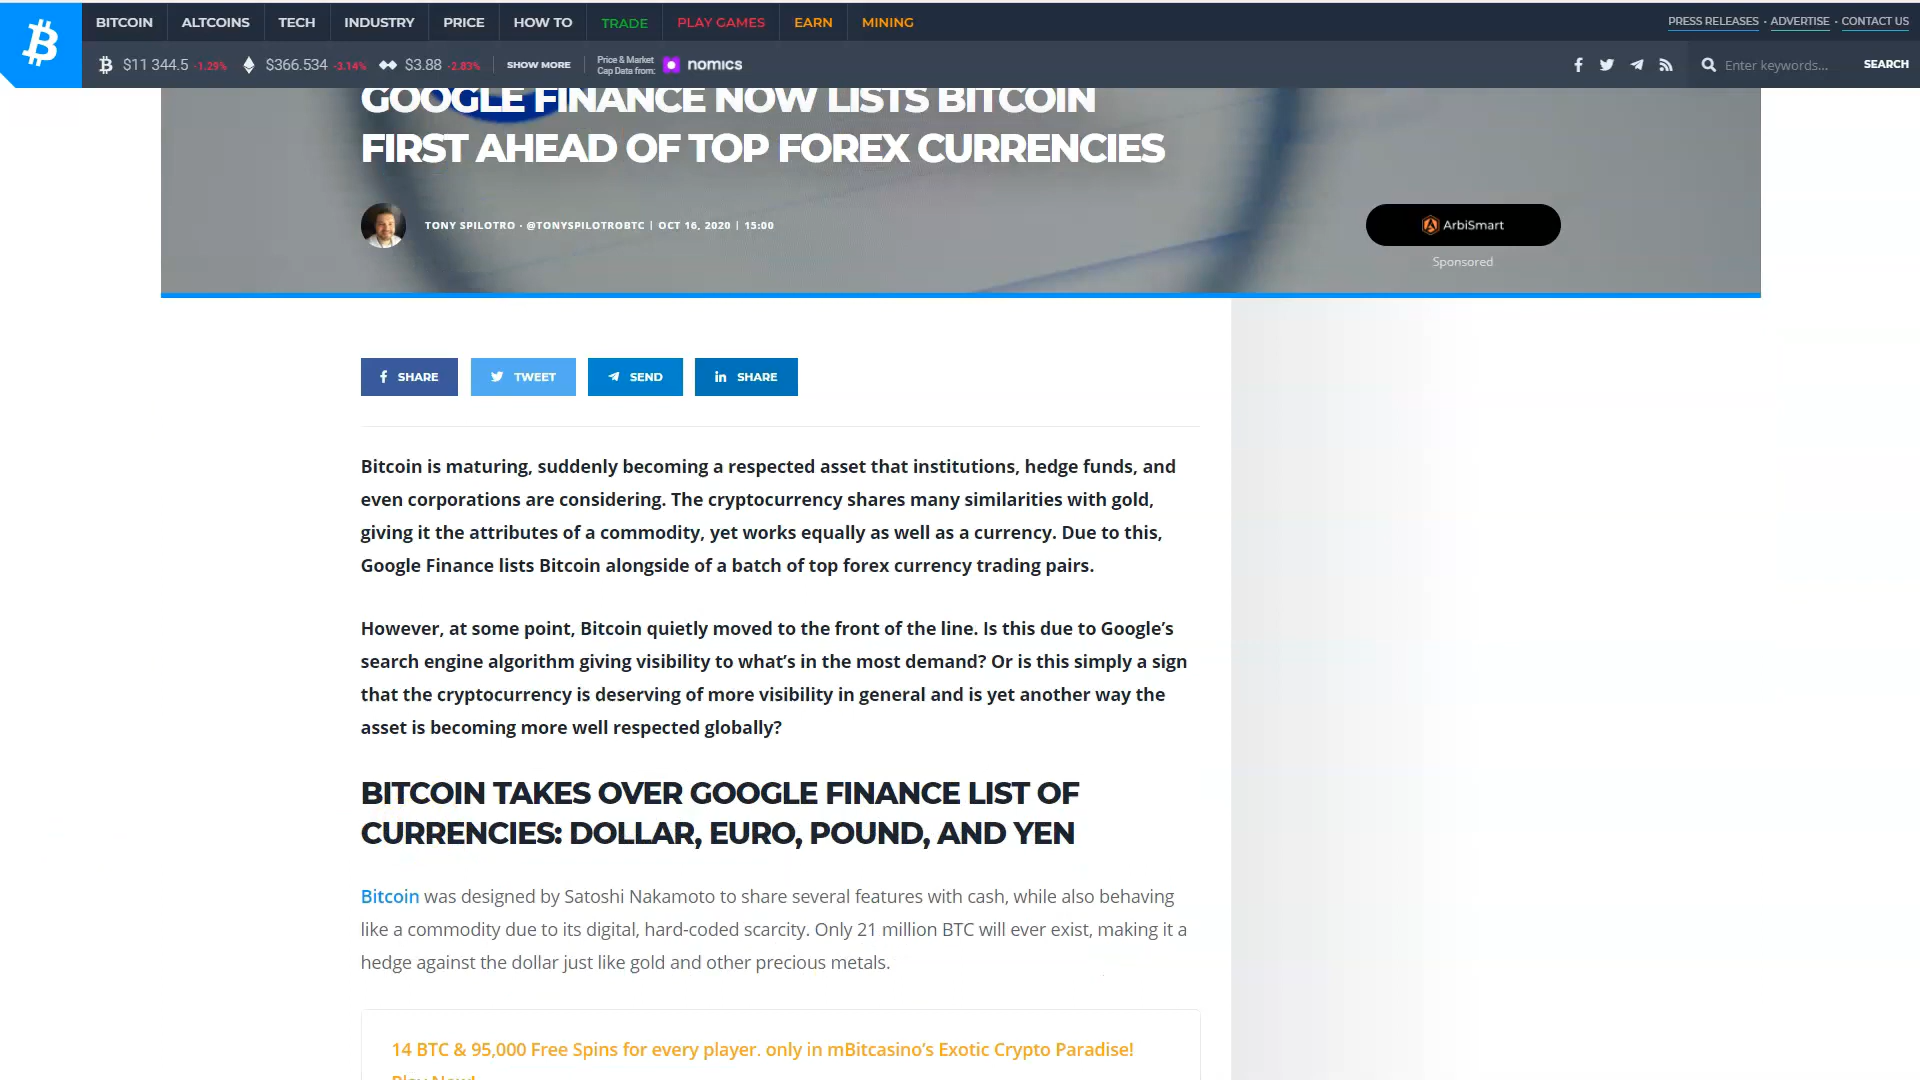 BITCOIN ALTCOINS TECH INDUSTRY PRICE HOW TO TRADE PLAY GAMES EARN MINING PRESS RELEASES · ADVERTISE · CONTACT US
$11 344.5 -1.29% $366.534 -3.14% $3.88 -2.83% SHOW MORE Price & Market Cap Data from: nomics Enter keywords... SEARCH
GOOGLE FINANCE NOW LISTS BITCOIN
FIRST AHEAD OF TOP FOREX CURRENCIES
TONY SPILOTRO · @TONYSPILOTROBTC | OCT 16, 2020 | 15:00
ArbiSmart
Sponsored
SHARE TWEET SEND SHARE
Bitcoin is maturing, suddenly becoming a respected asset that institutions, hedge funds, and
even corporations are considering. The cryptocurrency shares many similarities with gold,
giving it the attributes of a commodity, yet works equally as well as a currency. Due to this,
Google Finance lists Bitcoin alongside of a batch of top forex currency trading pairs.
However, at some point, Bitcoin quietly moved to the front of the line. Is this due to Google’s
search engine algorithm giving visibility to what’s in the most demand? Or is this simply a sign
that the cryptocurrency is deserving of more visibility in general and is yet another way the
asset is becoming more well respected globally?
BITCOIN TAKES OVER GOOGLE FINANCE LIST OF
CURRENCIES: DOLLAR, EURO, POUND, AND YEN
Bitcoin was designed by Satoshi Nakamoto to share several features with cash, while also behaving
like a commodity due to its digital, hard-coded scarcity. Only 21 million BTC will ever exist, making it a
hedge against the dollar just like gold and other precious metals.
14 BTC & 95,000 Free Spins for every player. only in mBitcasino’s Exotic Crypto Paradise!
Play Now!